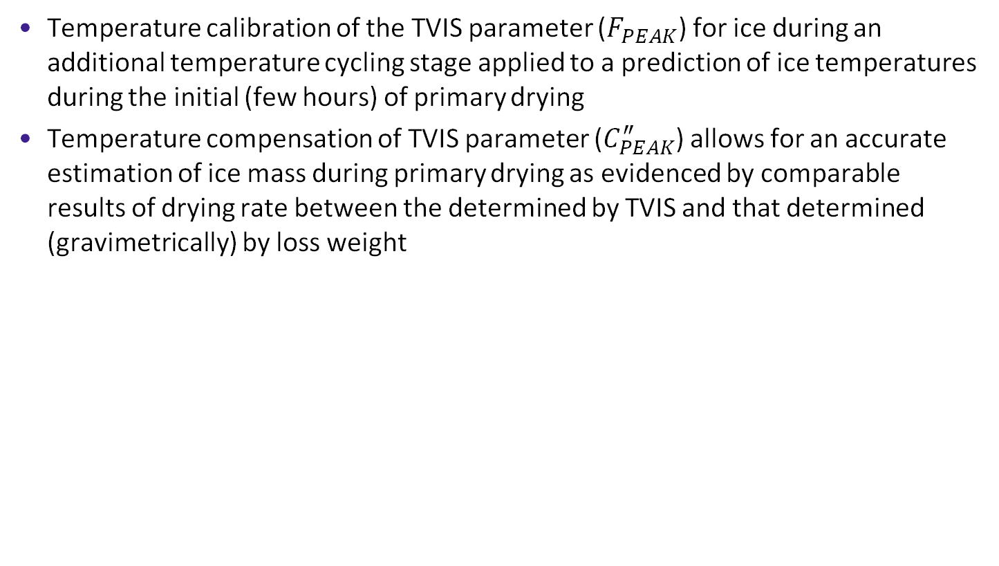 • Temperature calibration of the TVIS parameter (F_PEAK) for ice during an
additional temperature cycling stage applied to a prediction of ice temperatures
during the initial (few hours) of primary drying
• Temperature compensation of TVIS parameter (C″_PEAK) allows for an accurate
estimation of ice mass during primary drying as evidenced by comparable
results of drying rate between the determined by TVIS and that determined
(gravimetrically) by loss weight